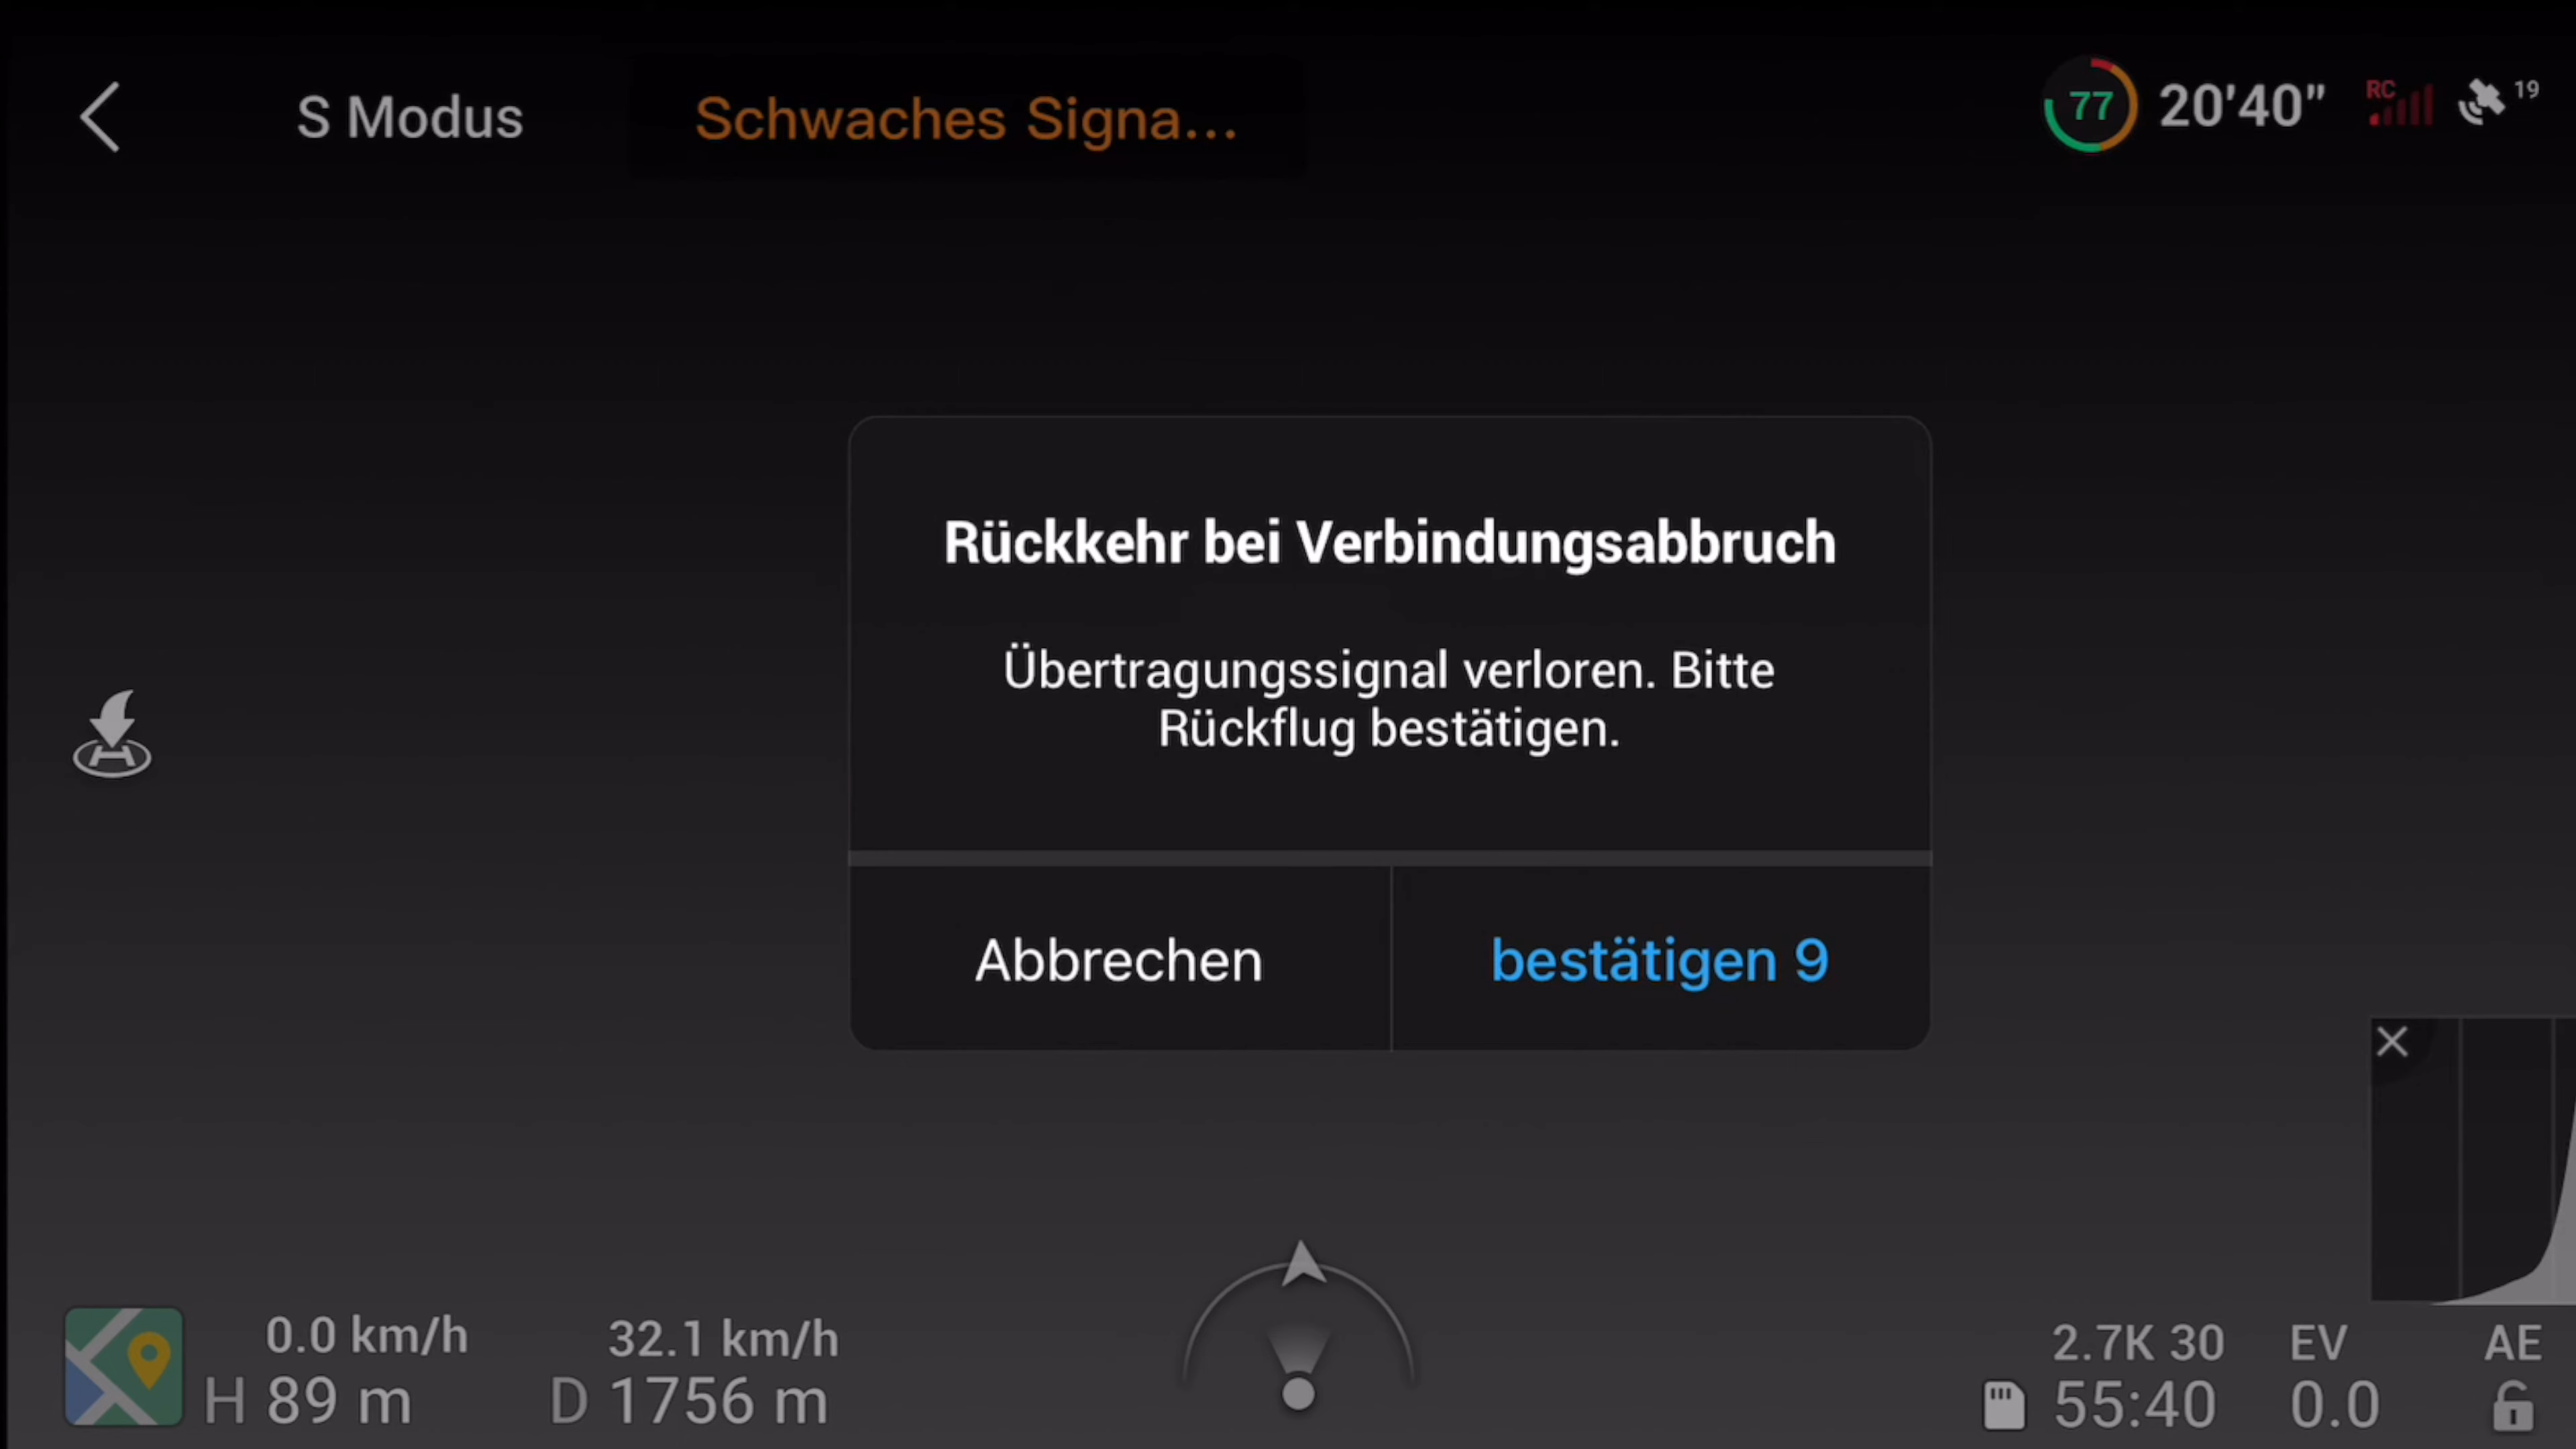 S Modus
Schwaches Signa...
77
20'40"
RC
19
Rückkehr bei Verbindungsabbruch
Übertragungssignal verloren. Bitte
Rückflug bestätigen.
Abbrechen
bestätigen 9
0.0 km/h
32.1 km/h
H 89 m
D 1756 m
2.7K 30
EV
AE
55:40
0.0